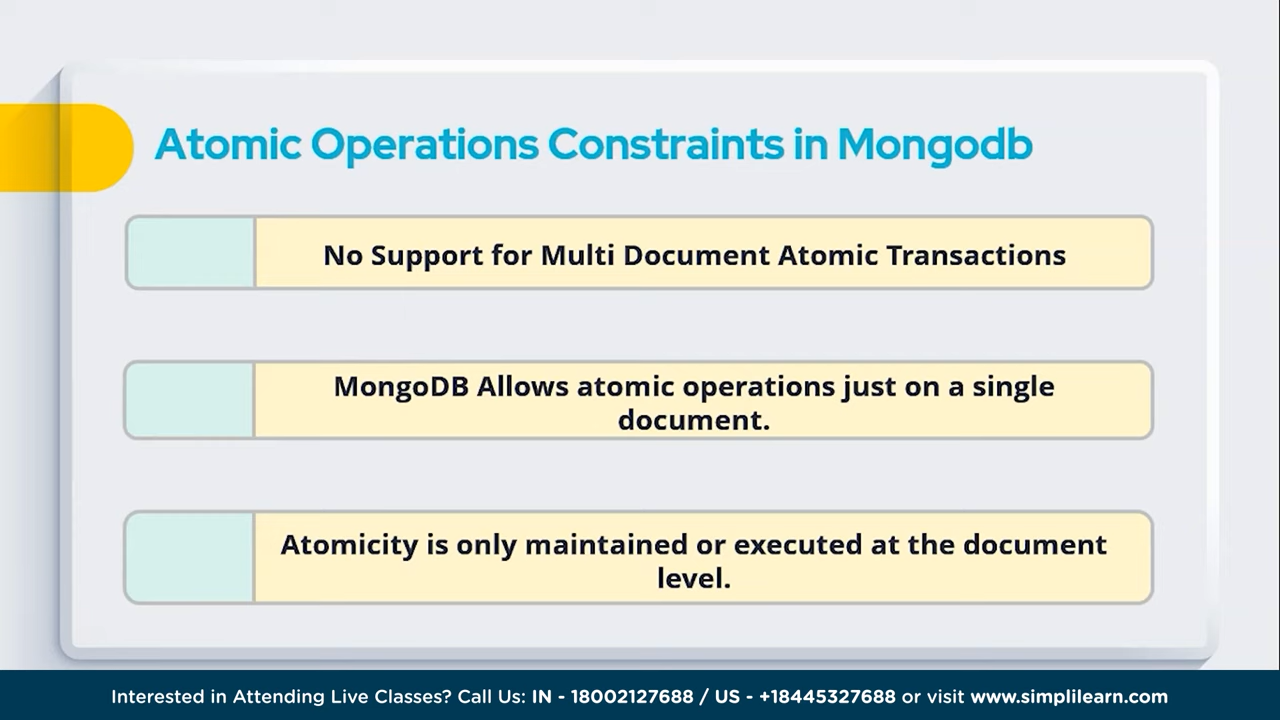 Atomic Operations Constraints in Mongodb
No Support for Multi Document Atomic Transactions
MongoDB Allows atomic operations just on a single
document.
Atomicity is only maintained or executed at the document
level.
Interested in Attending Live Classes? Call Us: IN - 18002127688 / US - +18445327688 or visit www.simplilearn.com